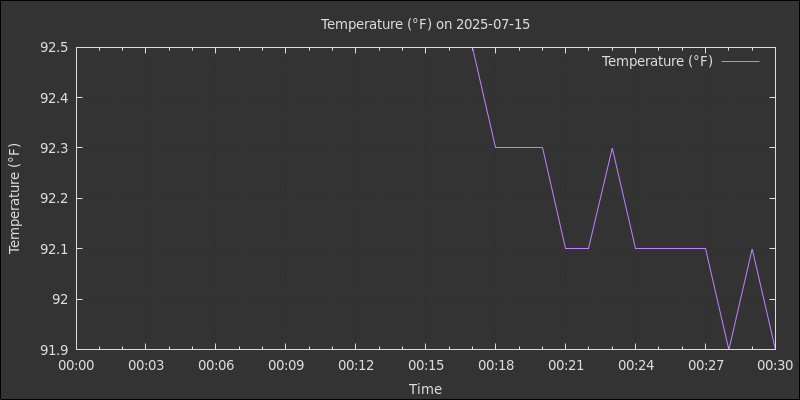 Temperature (°F) on 2025-07-15
Temperature (°F)
92.5
92.4
92.3
92.2
92.1
92
91.9
Temperature (°F)
00:00 00:03 00:06 00:09 00:12 00:15 00:18 00:21 00:24 00:27 00:30
Time